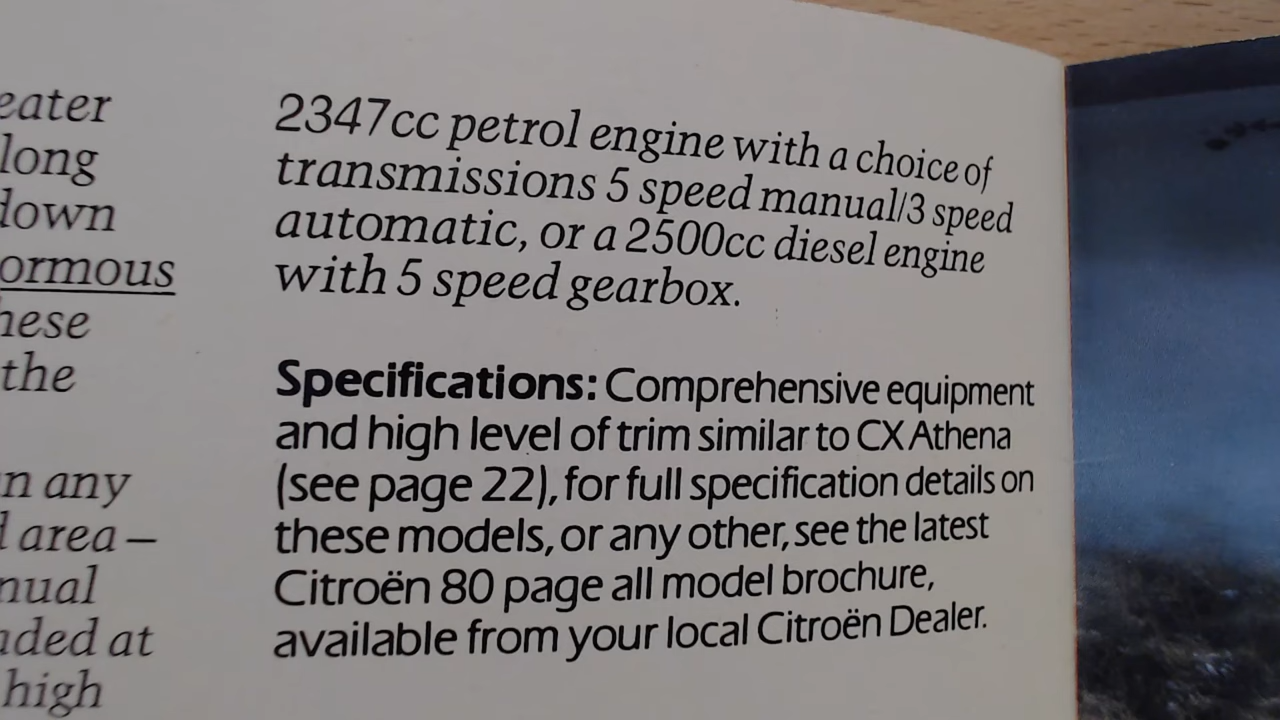 eater
long
down
ormous
hese
the
n any
area –
nual
ded at
high
2347cc petrol engine with a choice of
transmissions 5 speed manual/3 speed
automatic, or a 2500cc diesel engine
with 5 speed gearbox.
Specifications: Comprehensive equipment
and high level of trim similar to CX Athena
(see page 22), for full specification details on
these models, or any other, see the latest
Citroën 80 page all model brochure,
available from your local Citroën Dealer.